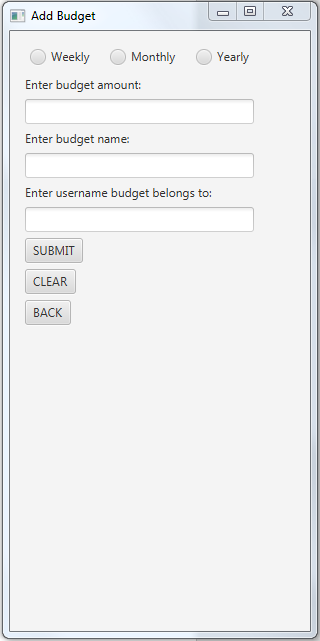 Add Budget
Weekly Monthly Yearly
Enter budget amount:
Enter budget name:
Enter username budget belongs to:
SUBMIT
CLEAR
BACK